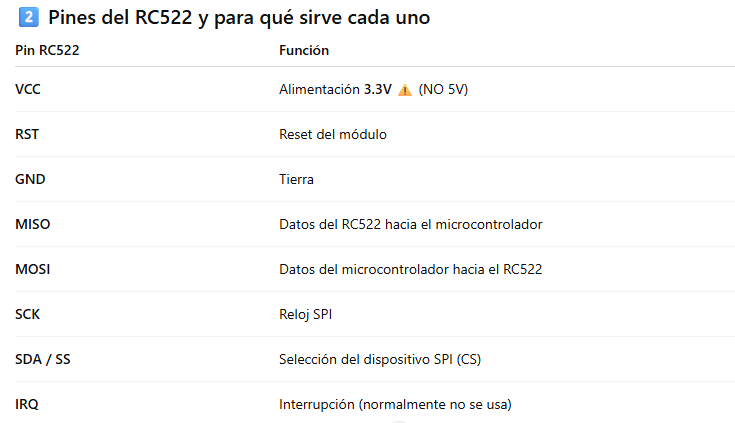 2 Pines del RC522 y para qué sirve cada uno
Pin RC522 Función
VCC Alimentación 3.3V ⚠️ (NO 5V)
RST Reset del módulo
GND Tierra
MISO Datos del RC522 hacia el microcontrolador
MOSI Datos del microcontrolador hacia el RC522
SCK Reloj SPI
SDA / SS Selección del dispositivo SPI (CS)
IRQ Interrupción (normalmente no se usa)